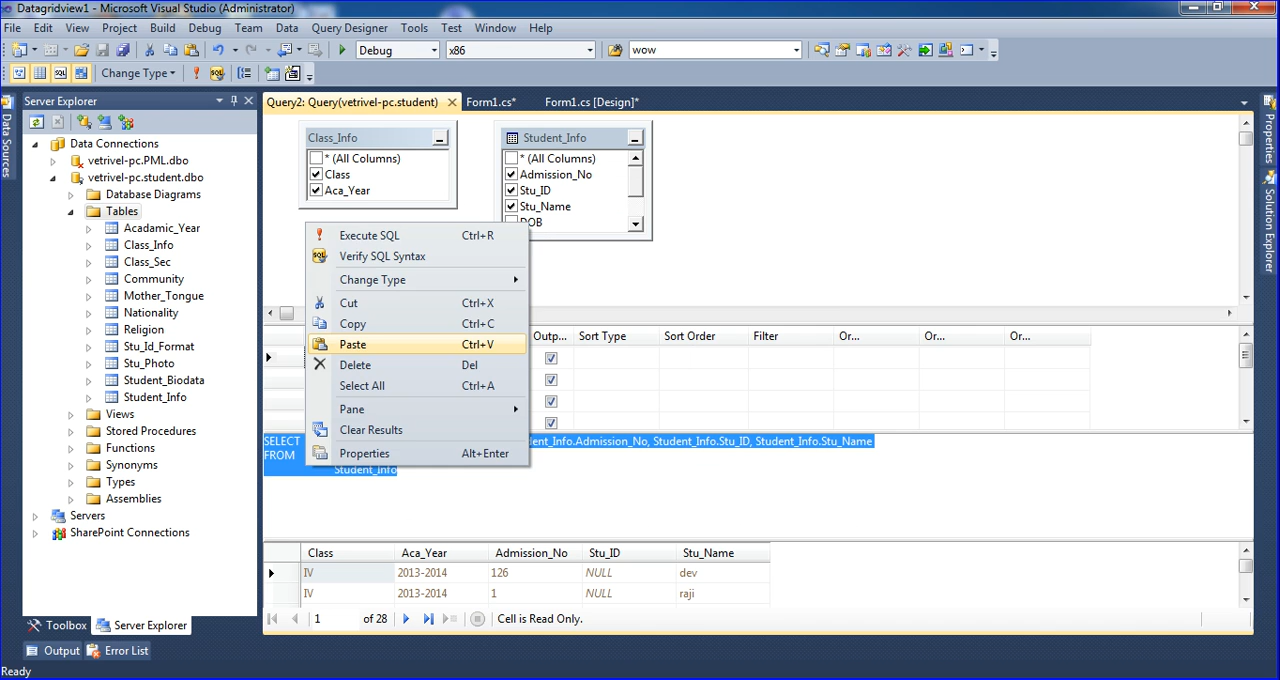 Datagridview1 - Microsoft Visual Studio (Administrator)
File Edit View Project Build Debug Team Data Query Designer Tools Test Window Help
Debug x86 wow
SQL Change Type SQL
Server Explorer
Query2: Query(vetrivel-pc.student) Form1.cs* Form1.cs [Design]*
Data Sources
Properties
Solution Explorer
Data Connections
vetrivel-pc.PML.dbo
vetrivel-pc.student.dbo
Database Diagrams
Tables
Acadamic_Year
Class_Info
Class_Sec
Community
Mother_Tongue
Nationality
Religion
Stu_Id_Format
Stu_Photo
Student_Biodata
Student_Info
Views
Stored Procedures
Functions
Synonyms
Types
Assemblies
Servers
SharePoint Connections
Toolbox Server Explorer
Class_Info
* (All Columns)
Class
Aca_Year
Student_Info
* (All Columns)
Admission_No
Stu_ID
Stu_Name
DOB
Execute SQL Ctrl+R
SQL Verify SQL Syntax
Change Type
Cut Ctrl+X
Copy Ctrl+C
Paste Ctrl+V
Delete Del
Select All Ctrl+A
Pane
Clear Results
Properties Alt+Enter
Outp... Sort Type Sort Order Filter Or... Or... Or...
SELECT ent_Info.Admission_No, Student_Info.Stu_ID, Student_Info.Stu_Name
FROM
Student_Info
Class Aca_Year Admission_No Stu_ID Stu_Name
IV 2013-2014 126 NULL dev
IV 2013-2014 1 NULL raji
1 of 28 Cell is Read Only.
Output Error List
Ready